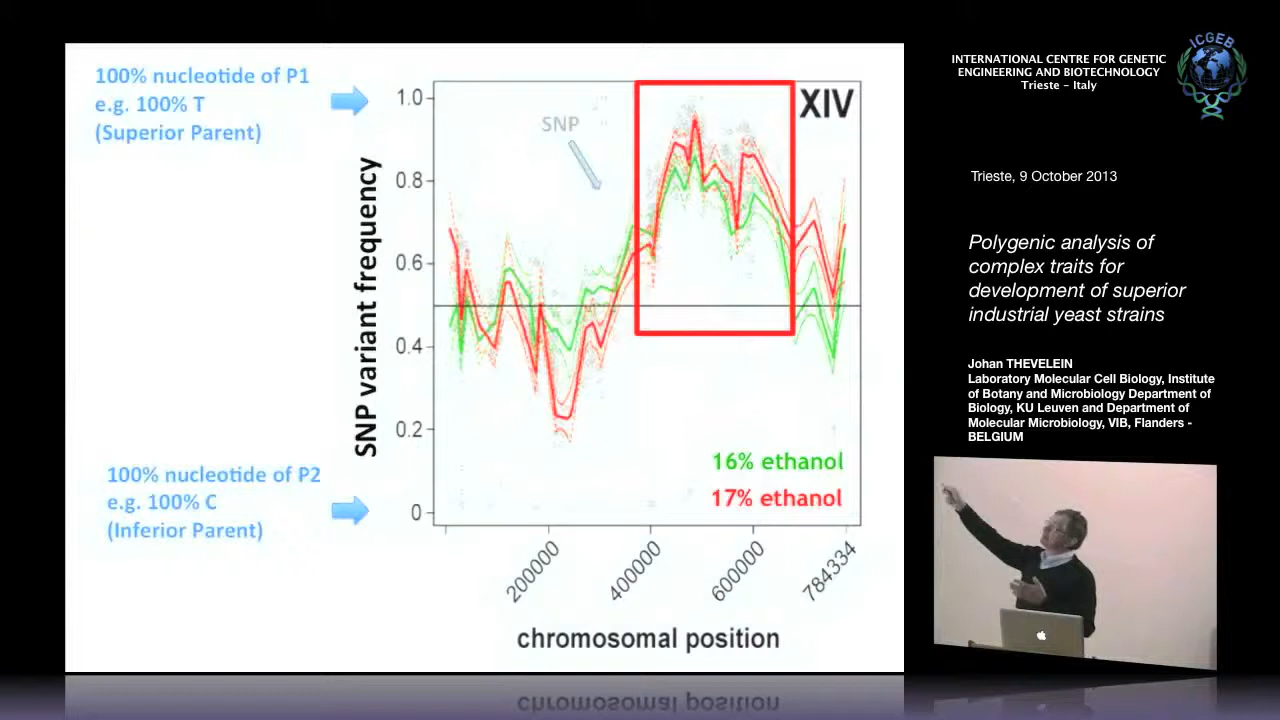 100% nucleotide of P1
e.g. 100% T
(Superior Parent)
100% nucleotide of P2
e.g. 100% C
(Inferior Parent)
SNP variant frequency
1.0
0.8
0.6
0.4
0.2
0
SNP
XIV
16% ethanol
17% ethanol
200000
400000
600000
784334
chromosomal position
chromosomal position
INTERNATIONAL CENTRE FOR GENETIC
ENGINEERING AND BIOTECHNOLOGY
Trieste - Italy
ICGEB
Trieste, 9 October 2013
Polygenic analysis of
complex traits for
development of superior
industrial yeast strains
Johan THEVELEIN
Laboratory Molecular Cell Biology, Institute
of Botany and Microbiology Department of
Biology, KU Leuven and Department of
Molecular Microbiology, VIB, Flanders -
BELGIUM